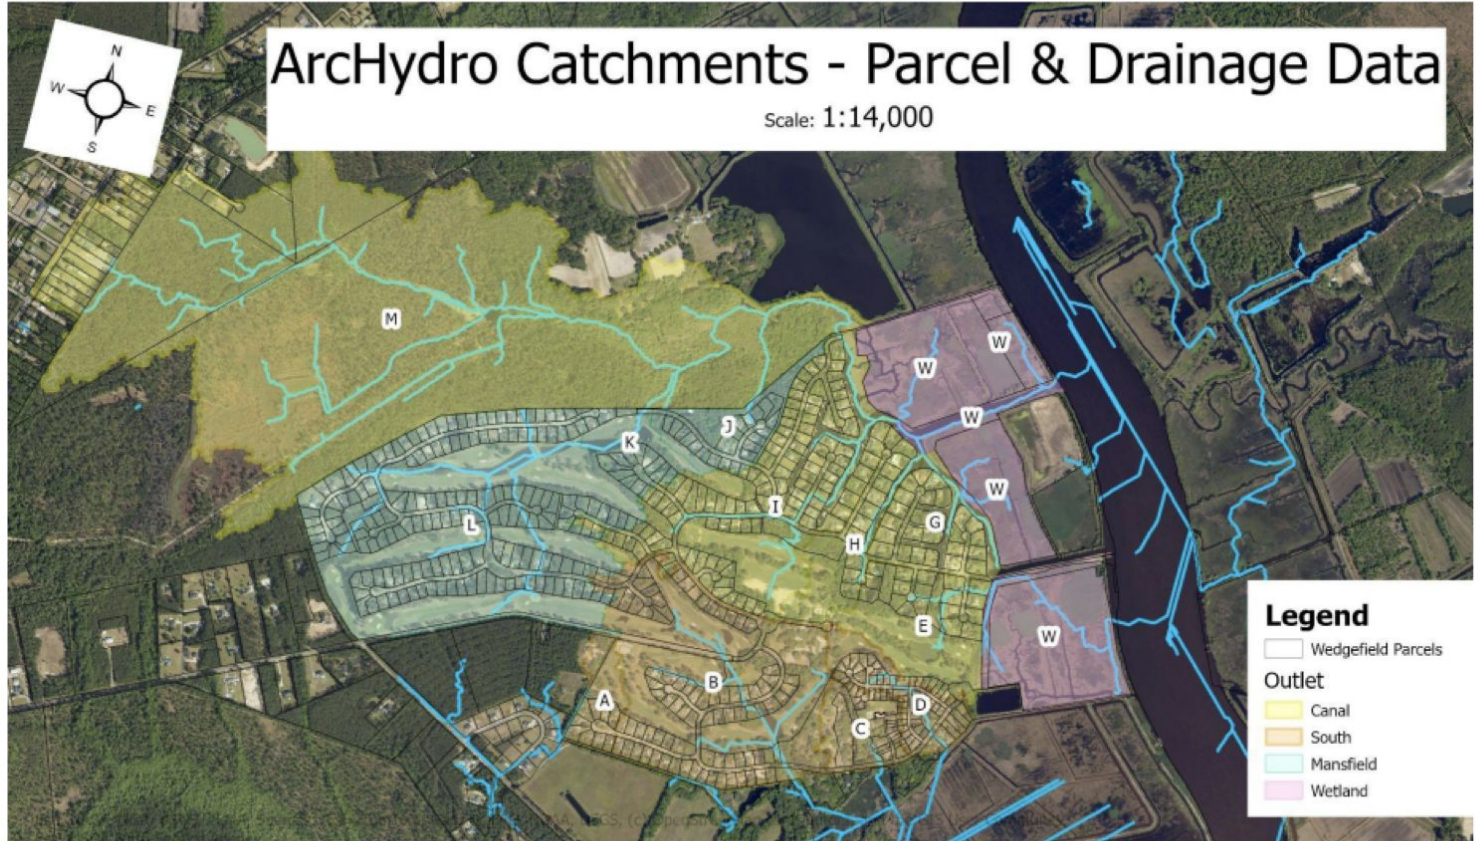 ArcHydro Catchments - Parcel & Drainage Data
Scale: 1:14,000
N
W
E
S
M
W
W
W
J
K
W
I
L
G
H
E
W
B
A
D
C
Legend
Wedgefield Parcels
Outlet
Canal
South
Mansfield
Wetland